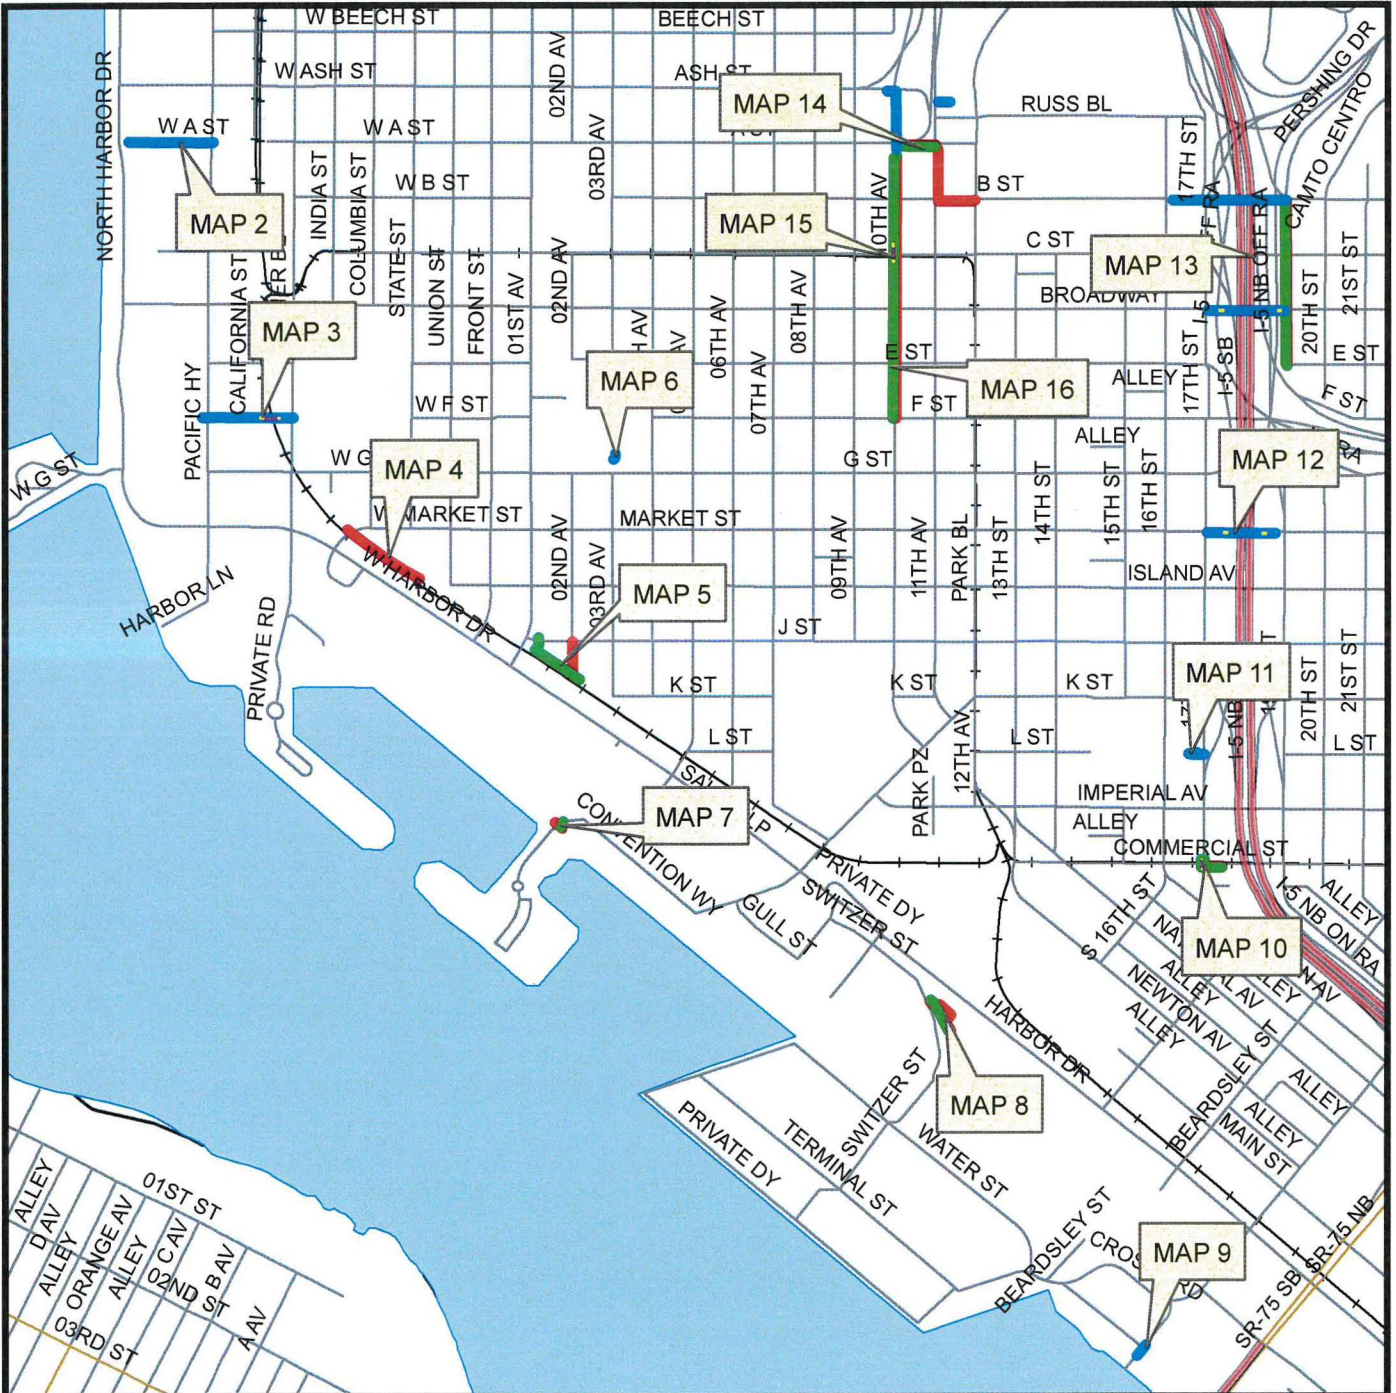 W BEECH ST
BEECH ST
NORTH HARBOR DR
W ASH ST
02ND AV
ASH ST
MAP 14
RUSS BL
PERSHING DR
CAMTO CENTRO
W A ST
W A ST
03RD AV
17TH ST
INDIA ST
COLUMBIA ST
W B ST
B ST
MAP 2
MAP 15
10TH AV
C ST
MAP 13
I-5 NB OFF RA
CALIFORNIA ST
STATE ST
UNION ST
FRONT ST
01ST AV
02ND AV
06TH AV
08TH AV
BROADWAY
I-5
20TH ST
21ST ST
MAP 3
E ST
E ST
MAP 6
07TH AV
MAP 16
ALLEY
17TH ST
I-5 SB
PACIFIC HY
W F ST
F ST
F ST
ALLEY
W G ST
MAP 4
G ST
MAP 12
RA
14TH ST
15TH ST
16TH ST
W MARKET ST
MARKET ST
02ND AV
03RD AV
09TH AV
11TH AV
PARK BL
13TH ST
ISLAND AV
W HARBOR DR
HARBOR LN
MAP 5
J ST
PRIVATE RD
MAP 11
20TH ST
21ST ST
K ST
K ST
K ST
L ST
L ST
I-5 NB
L ST
PARK PZ
12TH AV
IMPERIAL AV
ALLEY
MAP 7
CONVENTION WY
COMMERCIAL ST
PRIVATE DY
SWITZER ST
GULL ST
S 16TH ST
I-5 NB ON RA
ALLEY
MAP 10
ALLEY
NEWTON AV
ALLEY
HARBOR DR
BEARDSLEY ST
ALLEY
ALLEY
MAIN ST
SWITZER ST
MAP 8
PRIVATE DY
TERMINAL ST
WATER ST
BEARDSLEY ST
MAP 9
SR-75 SB
SR-75 NB
01ST ST
ALLEY
D AV
ALLEY
ORANGE AV
ALLEY
C AV
B AV
02ND ST
A AV
03RD ST